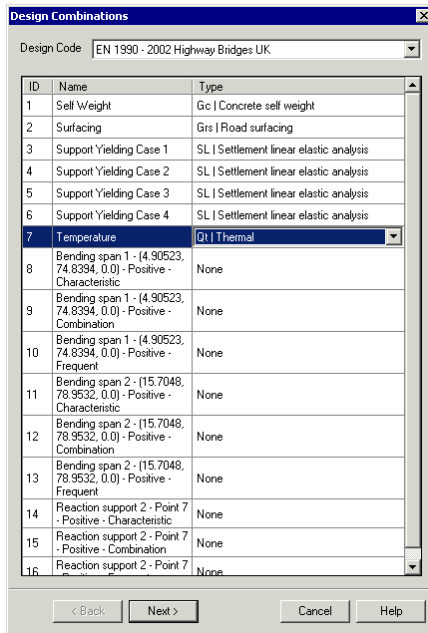 Design Combinations
Design Code EN 1990 - 2002 Highway Bridges UK
ID Name Type
1 Self Weight Gc | Concrete self weight
2 Surfacing Grs | Road surfacing
3 Support Yielding Case 1 SL | Settlement linear elastic analysis
4 Support Yielding Case 2 SL | Settlement linear elastic analysis
5 Support Yielding Case 3 SL | Settlement linear elastic analysis
6 Support Yielding Case 4 SL | Settlement linear elastic analysis
7 Temperature Qt | Thermal
Bending span 1 - (4.90523,
8 74.8394, 0.0) - Positive - None
Characteristic
Bending span 1 - (4.90523,
9 74.8394, 0.0) - Positive - None
Combination
Bending span 1 - (4.90523,
10 74.8394, 0.0) - Positive - None
Frequent
Bending span 2 - (15.7048,
11 78.9532, 0.0) - Positive - None
Characteristic
Bending span 2 - (15.7048,
12 78.9532, 0.0) - Positive - None
Combination
Bending span 2 - (15.7048,
13 78.9532, 0.0) - Positive - None
Frequent
14 Reaction support 2 - Point 7 None
- Positive - Characteristic
15 Reaction support 2 - Point 7 None
- Positive - Combination
16 Reaction support 2 - Point 7 None
< Back Next > Cancel Help